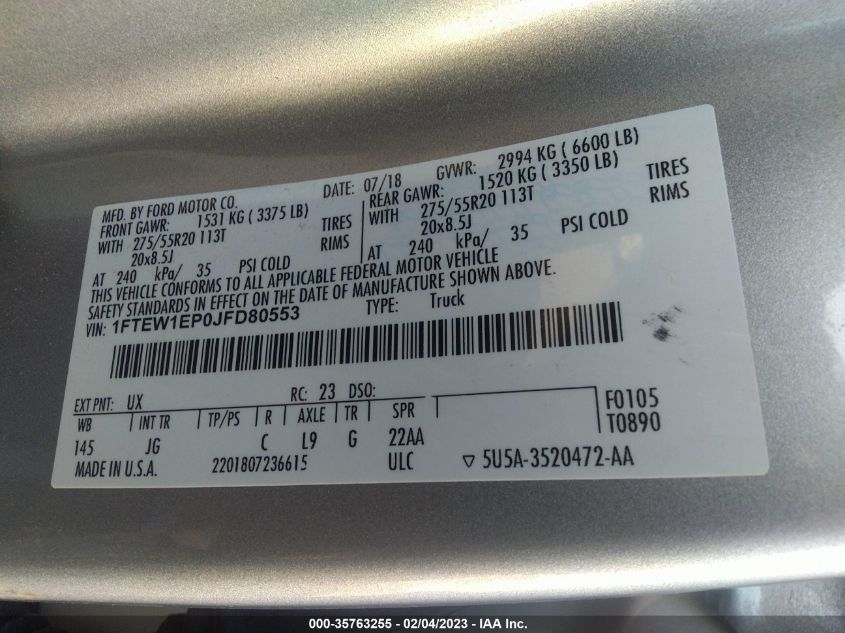 MFD. BY FORD MOTOR CO.
DATE: 07/18 GVWR: 2994 KG ( 6600 LB)
FRONT GAWR: 1531 KG ( 3375 LB)
WITH 275/55R20 113T TIRES
20x8.5J RIMS
AT 240 kPa/ 35 PSI COLD
REAR GAWR: 1520 KG ( 3350 LB)
WITH 275/55R20 113T TIRES
20x8.5J RIMS
AT 240 kPa/ 35 PSI COLD
THIS VEHICLE CONFORMS TO ALL APPLICABLE FEDERAL MOTOR VEHICLE
SAFETY STANDARDS IN EFFECT ON THE DATE OF MANUFACTURE SHOWN ABOVE.
VIN: 1FTEW1EP0JFD80553 TYPE: Truck
EXT PNT: UX RC: 23 DSO:
WB INT TR TP/PS R AXLE TR SPR
145 JG C L9 G 22AA
F0105
T0890
MADE IN U.S.A. 2201807236615 ULC ▽ 5U5A-3520472-AA
000-35763255 — 02/04/2023 — IAA Inc.